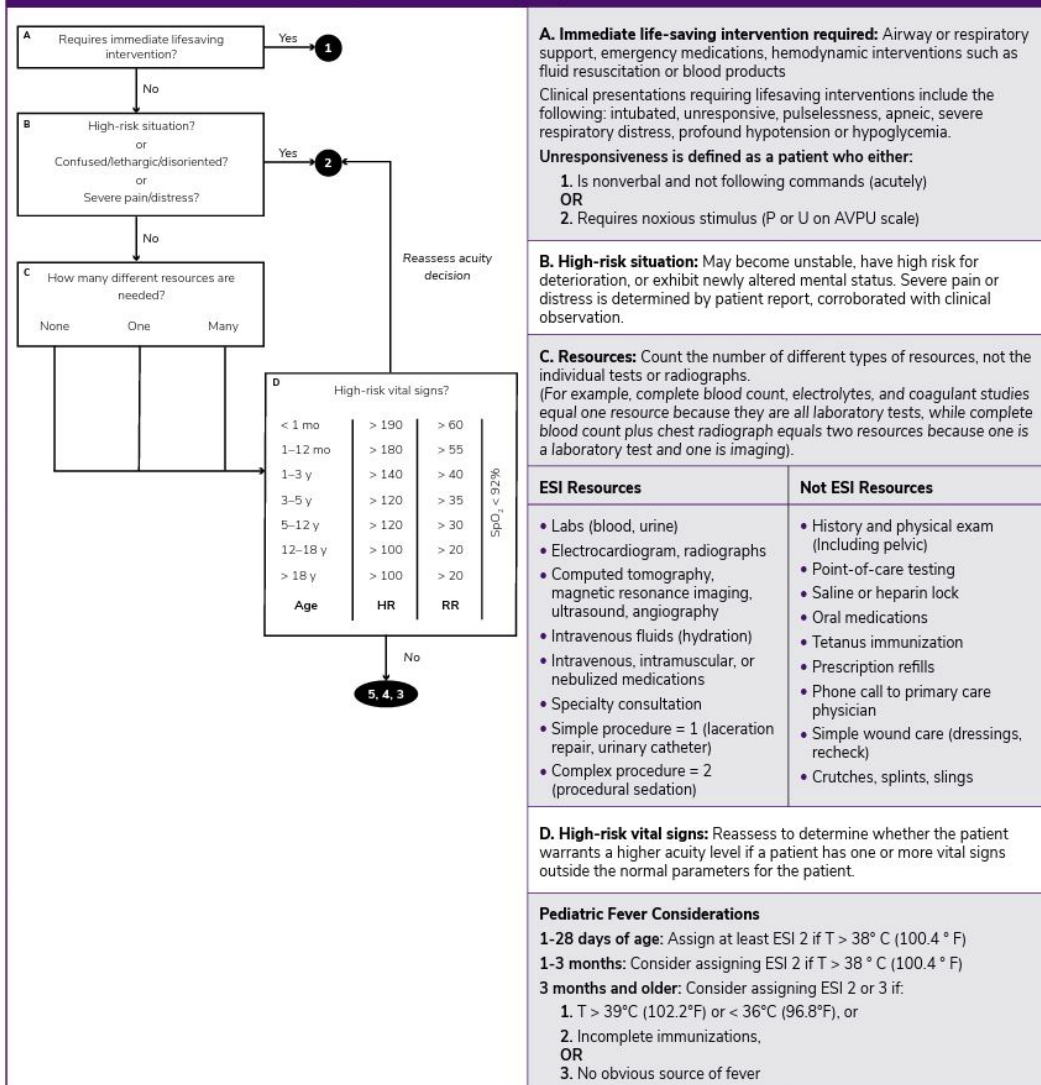 A
Requires immediate lifesaving
intervention?
Yes
1
No
B
High-risk situation?
or
Confused/lethargic/disoriented?
or
Severe pain/distress?
Yes
2
No
Reassess acuity
decision
C
How many different resources are
needed?
None One Many
D
High-risk vital signs?
< 1 mo > 190 > 60
1–12 mo > 180 > 55
1–3 y > 140 > 40
3–5 y > 120 > 35
5–12 y > 120 > 30
12–18 y > 100 > 20
> 18 y > 100 > 20
Age HR RR
SpO₂ < 92%
No
5, 4, 3
A. Immediate life-saving intervention required: Airway or respiratory
support, emergency medications, hemodynamic interventions such as
fluid resuscitation or blood products
Clinical presentations requiring lifesaving interventions include the
following: intubated, unresponsive, pulselessness, apneic, severe
respiratory distress, profound hypotension or hypoglycemia.
Unresponsiveness is defined as a patient who either:
1. Is nonverbal and not following commands (acutely)
OR
2. Requires noxious stimulus (P or U on AVPU scale)
B. High-risk situation: May become unstable, have high risk for
deterioration, or exhibit newly altered mental status. Severe pain or
distress is determined by patient report, corroborated with clinical
observation.
C. Resources: Count the number of different types of resources, not the
individual tests or radiographs.
(For example, complete blood count, electrolytes, and coagulant studies
equal one resource because they are all laboratory tests, while complete
blood count plus chest radiograph equals two resources because one is
a laboratory test and one is imaging).
ESI Resources
• Labs (blood, urine)
• Electrocardiogram, radiographs
• Computed tomography,
magnetic resonance imaging,
ultrasound, angiography
• Intravenous fluids (hydration)
• Intravenous, intramuscular, or
nebulized medications
• Specialty consultation
• Simple procedure = 1 (laceration
repair, urinary catheter)
• Complex procedure = 2
(procedural sedation)
Not ESI Resources
• History and physical exam
(Including pelvic)
• Point-of-care testing
• Saline or heparin lock
• Oral medications
• Tetanus immunization
• Prescription refills
• Phone call to primary care
physician
• Simple wound care (dressings,
recheck)
• Crutches, splints, slings
D. High-risk vital signs: Reassess to determine whether the patient
warrants a higher acuity level if a patient has one or more vital signs
outside the normal parameters for the patient.
Pediatric Fever Considerations
1-28 days of age: Assign at least ESI 2 if T > 38° C (100.4 ° F)
1-3 months: Consider assigning ESI 2 if T > 38 ° C (100.4 ° F)
3 months and older: Consider assigning ESI 2 or 3 if:
1. T > 39°C (102.2°F) or < 36°C (96.8°F), or
2. Incomplete immunizations,
OR
3. No obvious source of fever